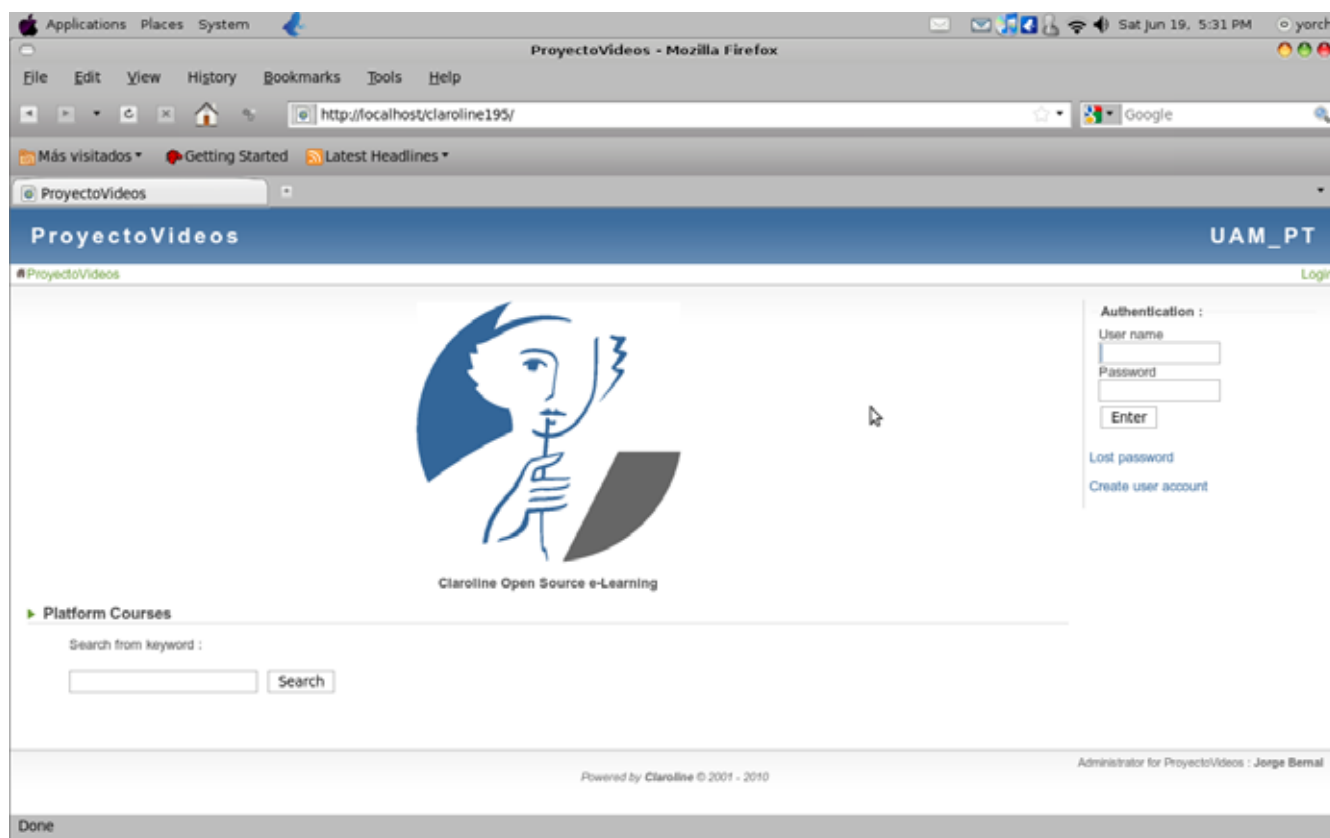 Applications Places System Sat Jun 19, 5:31 PM yorch
ProyectoVideos - Mozilla Firefox
File Edit View History Bookmarks Tools Help
http://localhost/claroline195/ Google
Más visitados Getting Started Latest Headlines
ProyectoVideos
ProyectoVideos UAM_PT
ProyectoVideos Login
Authentication :
User name
Password
Enter
Lost password
Create user account
Claroline Open Source e-Learning
Platform Courses
Search from keyword :
Search
Administrator for ProyectoVideos : Jorge Bernal
Powered by Claroline © 2001 - 2010
Done